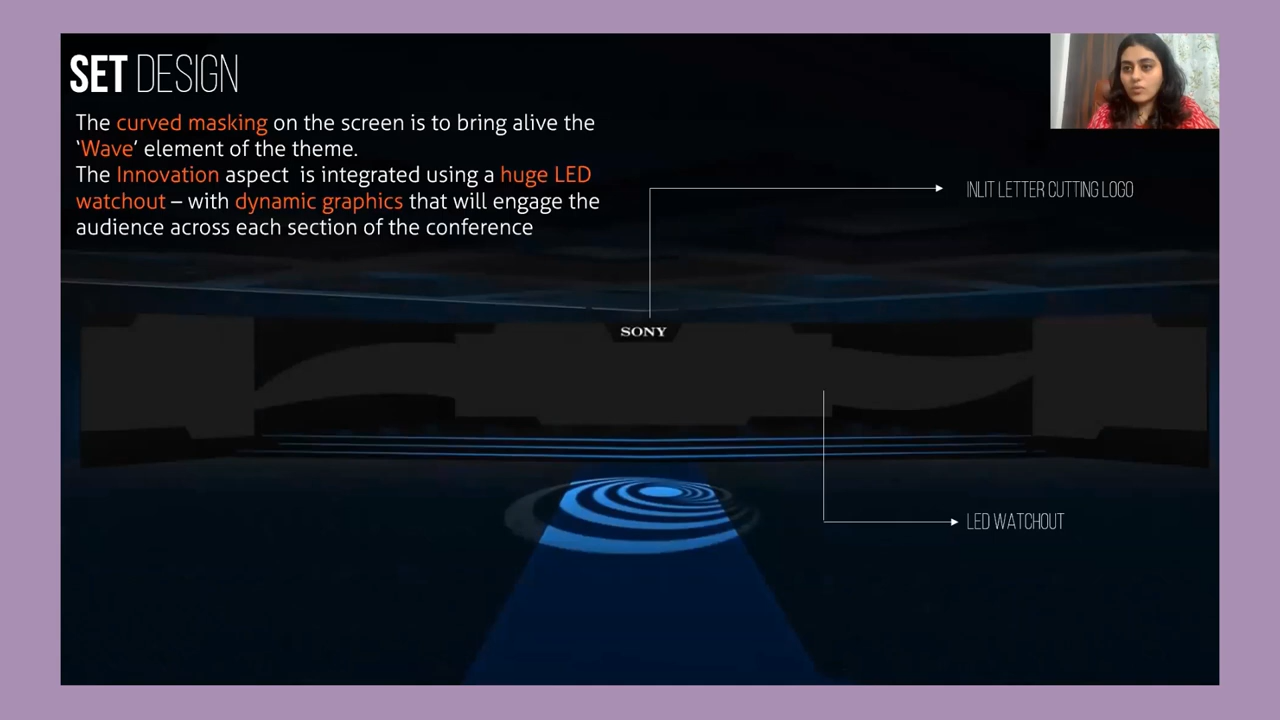 SET DESIGN
The curved masking on the screen is to bring alive the
‘Wave’ element of the theme.
The Innovation aspect is integrated using a huge LED
watchout – with dynamic graphics that will engage the
audience across each section of the conference
INLIT LETTER CUTTING LOGO
SONY
LED WATCHOUT